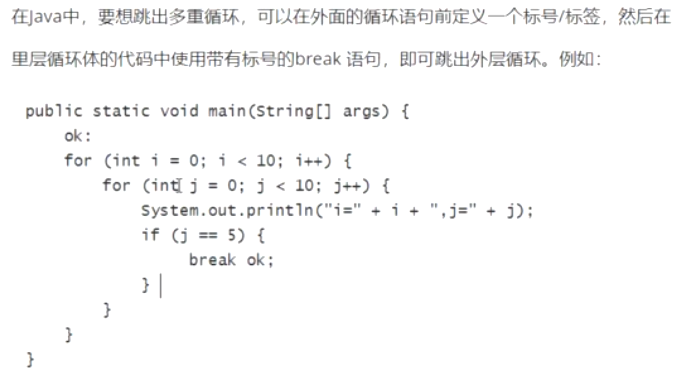 在Java中，要想跳出多重循环，可以在外面的循环语句前定义一个标号/标签，然后在
里层循环体的代码中使用带有标号的break 语句，即可跳出外层循环。例如：
public static void main(String[] args) {
    ok:
    for (int i = 0; i < 10; i++) {
        for (int j = 0; j < 10; j++) {
            System.out.println("i=" + i + ",j=" + j);
            if (j == 5) {
                break ok;
            }
        }
    }
}